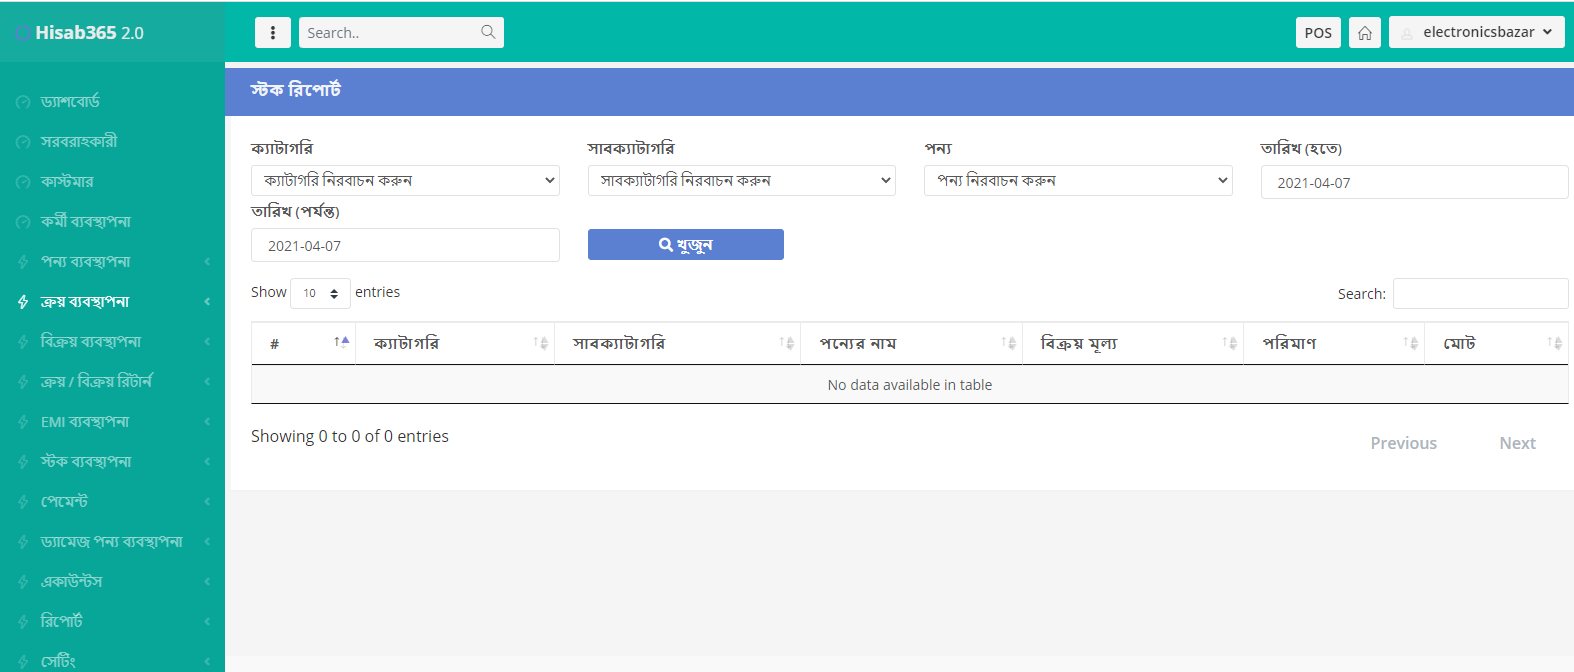 Hisab365 2.0
Search..
POS
electronicsbazar
ড্যাশবোর্ড
সরবরাহকারী
কাস্টমার
কর্মী ব্যবস্থাপনা
পন্য ব্যবস্থাপনা
ক্রয় ব্যবস্থাপনা
বিক্রয় ব্যবস্থাপনা
ক্রয় / বিক্রয় রিটার্ন
EMI ব্যবস্থাপনা
স্টক ব্যবস্থাপনা
পেমেন্ট
ড্যামেজ পন্য ব্যবস্থাপনা
একাউন্টস
রিপোর্ট
সেটিং
স্টক রিপোর্ট
ক্যাটাগরি
সাবক্যাটাগরি
পন্য
তারিখ (হতে)
ক্যাটাগরি নিরবাচন করুন
সাবক্যাটাগরি নিরবাচন করুন
পন্য নিরবাচন করুন
2021-04-07
তারিখ (পর্যন্ত)
2021-04-07
খুজুন
Show 10 entries
Search:
# ক্যাটাগরি সাবক্যাটাগরি পন্যের নাম বিক্রয় মূল্য পরিমাণ মোট
No data available in table
Showing 0 to 0 of 0 entries
Previous Next